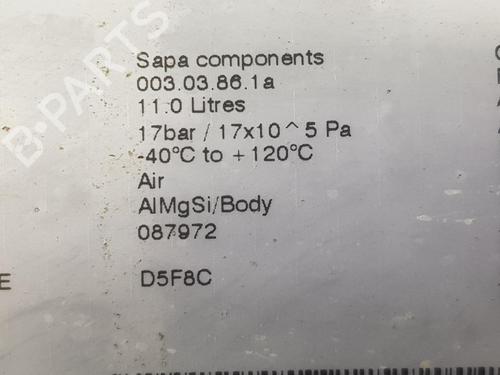 B-PARTS
Sapa components
003.03.86.1a
11.0 Litres
17bar / 17x10^5 Pa
-40°C to +120°C
Air
AlMgSi/Body
087972
E
D5F8C